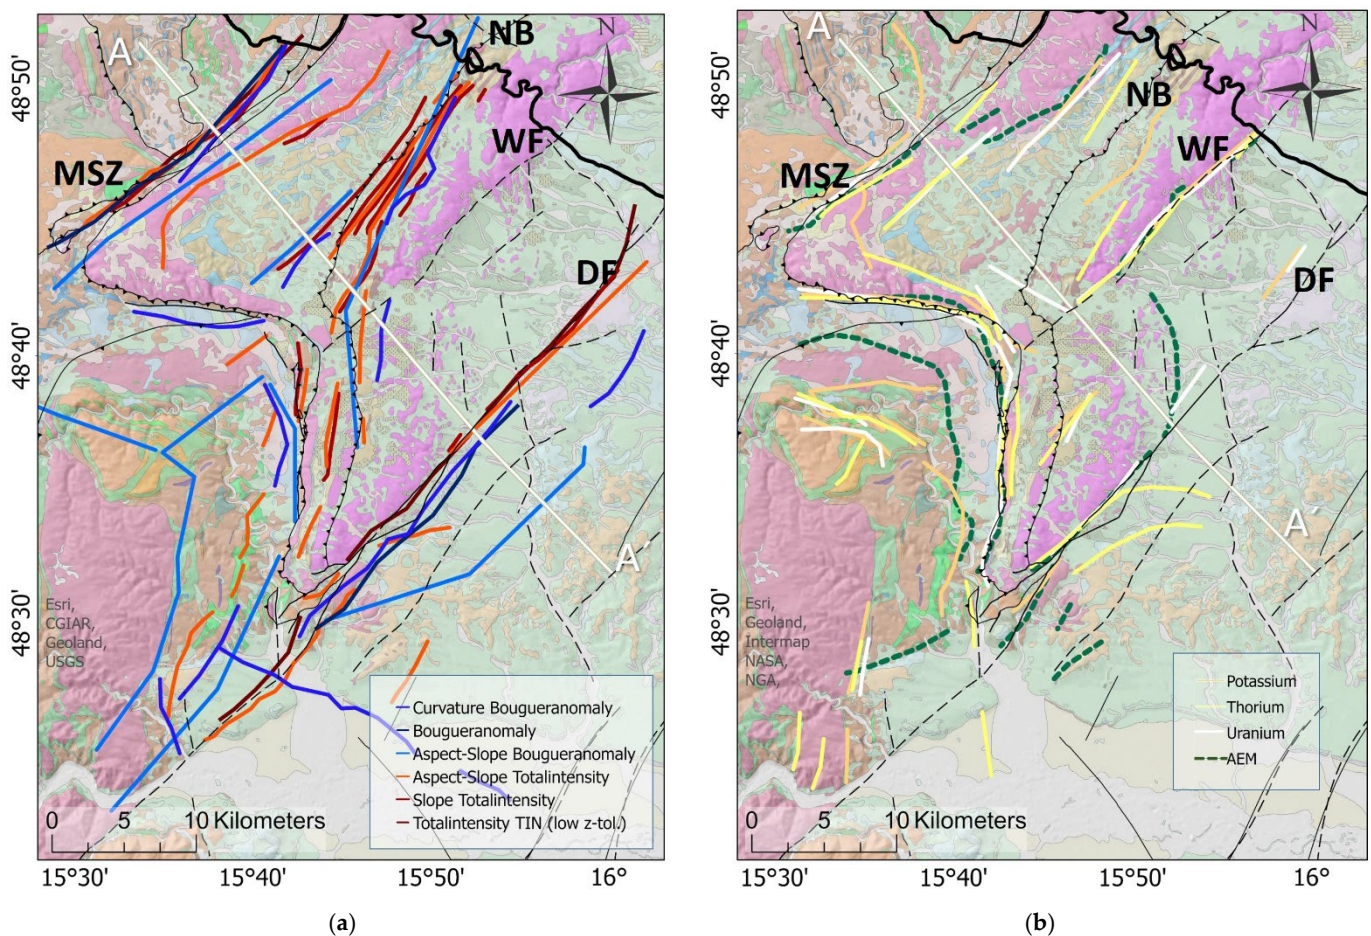 A
NB
N
48°50'
WF
MSZ
DF
48°40'
A´
48°30'
Esri,
CGIAR,
Geoland,
USGS
Curvature Bougueranomaly
Bougueranomaly
Aspect-Slope Bougueranomaly
Aspect-Slope Totalintensity
Slope Totalintensity
Totalintensity TIN (low z-tol.)
0 5 10 Kilometers
15°30' 15°40' 15°50' 16°
(a)
A
N
48°50'
NB
WF
MSZ
DF
48°40'
A´
48°30'
Esri,
Geoland,
Intermap
NASA,
NGA,
Potassium
Thorium
Uranium
AEM
0 5 10 Kilometers
15°30' 15°40' 15°50' 16°
(b)